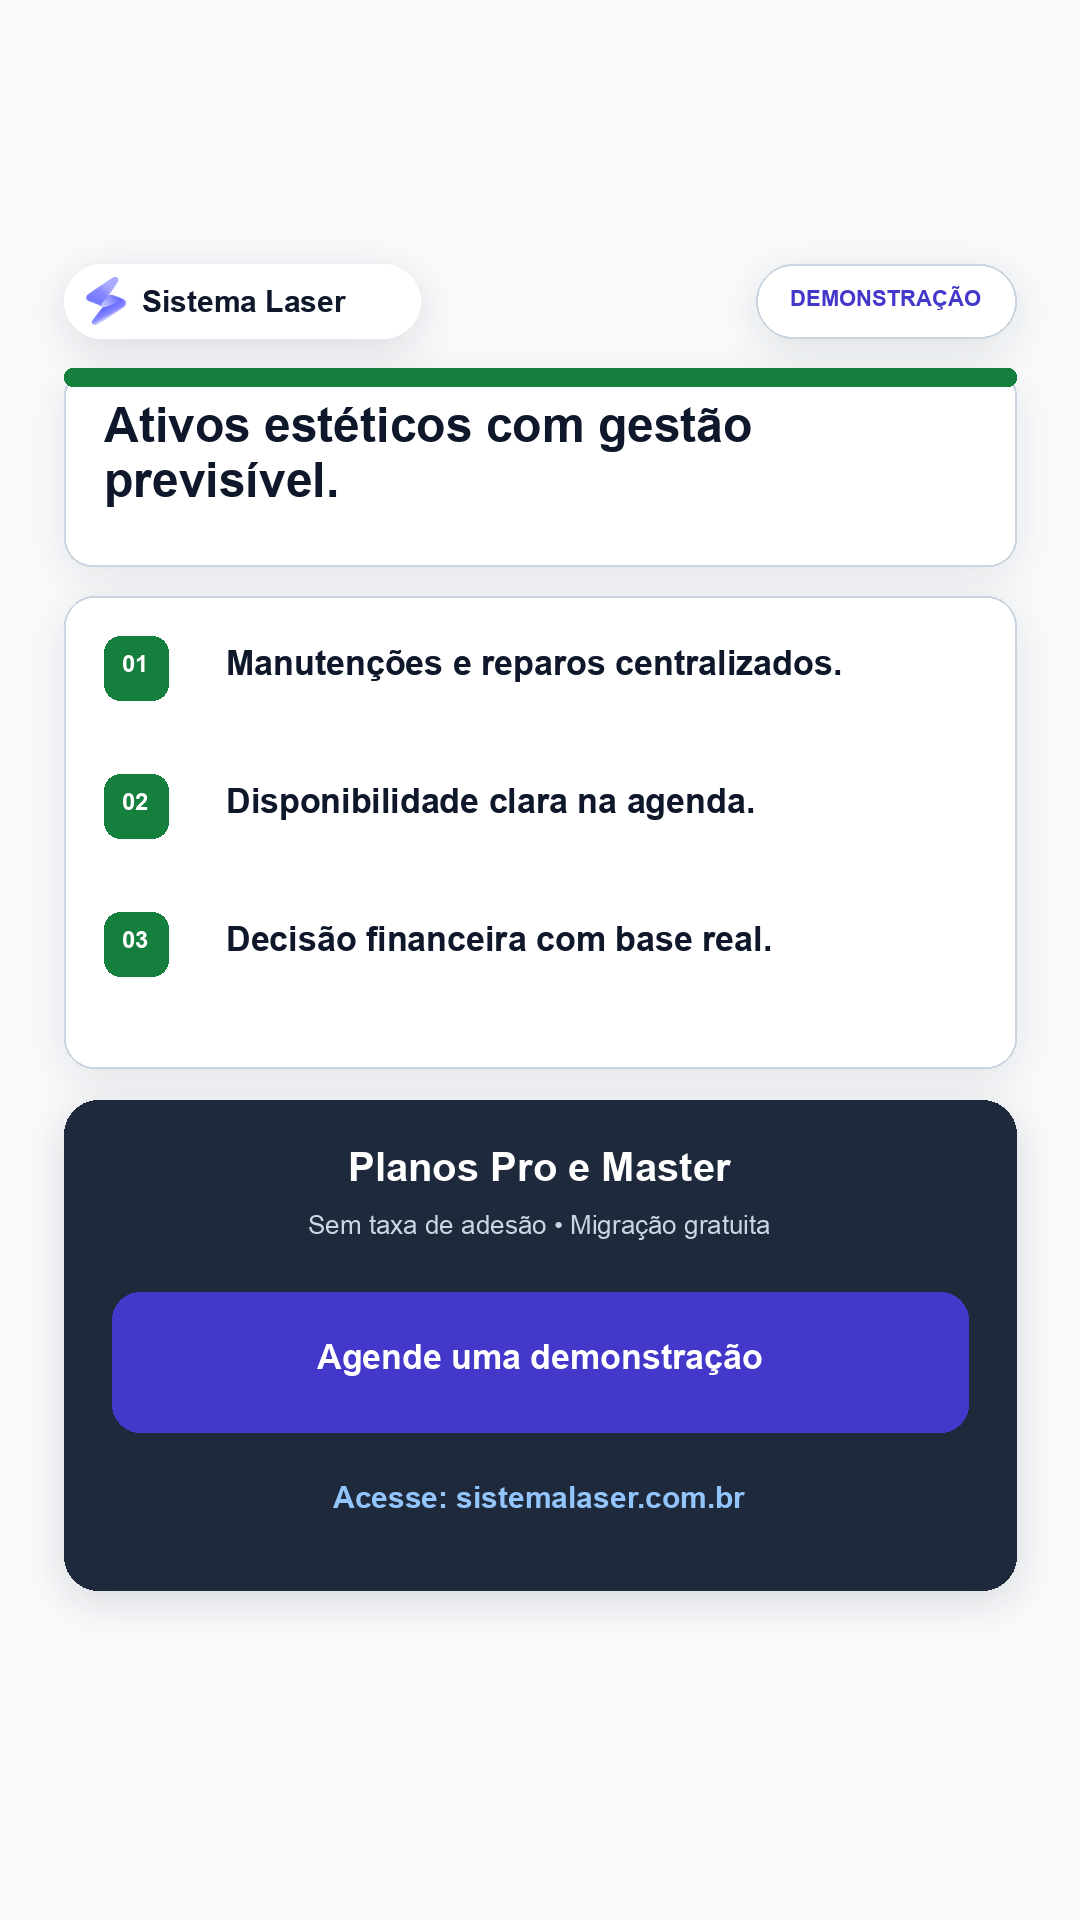 Sistema Laser
DEMONSTRAÇÃO
Ativos estéticos com gestão
previsível.
01
Manutenções e reparos centralizados.
02
Disponibilidade clara na agenda.
03
Decisão financeira com base real.
Planos Pro e Master
Sem taxa de adesão • Migração gratuita
Agende uma demonstração
Acesse: sistemalaser.com.br